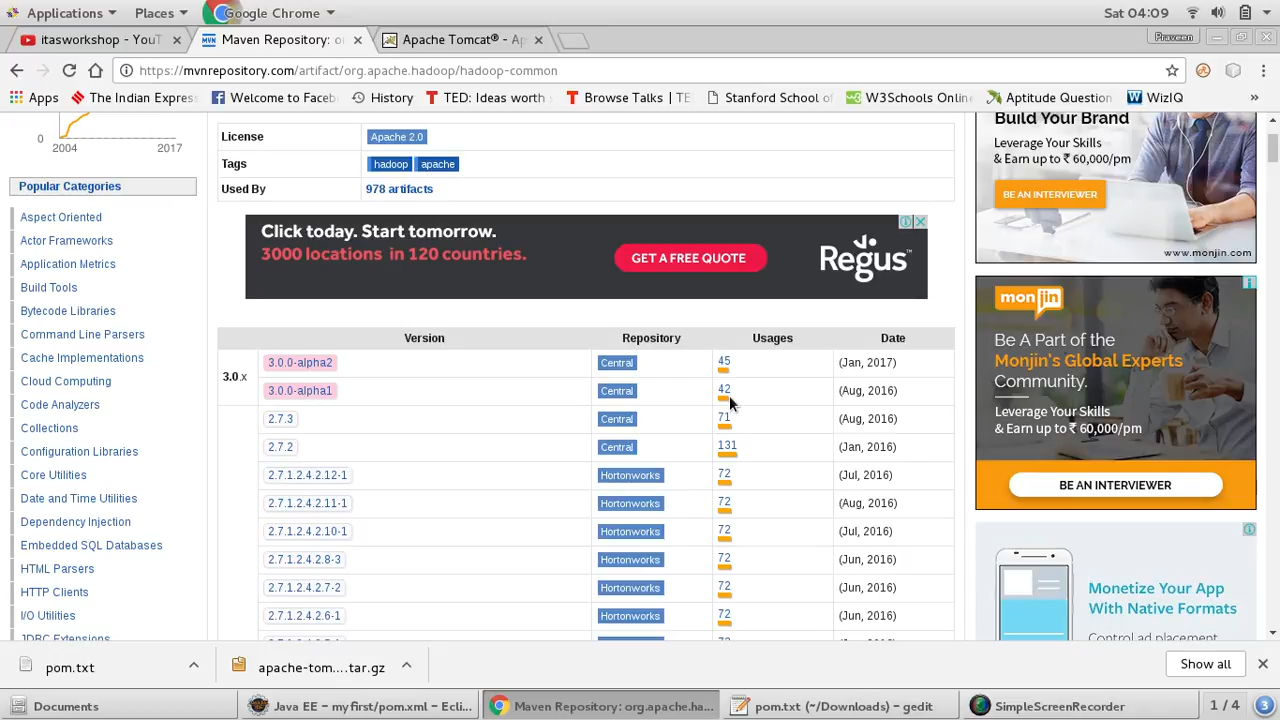 Applications
Places
Google Chrome
Sat 04:09
itasworkshop - YouT
Maven Repository: o
Apache Tomcat® - Ap
Praveen
https://mvnrepository.com/artifact/org.apache.hadoop/hadoop-common
Apps
The Indian Expres
Welcome to Faceb
History
TED: Ideas worth
Browse Talks | TE
Stanford School of
W3Schools Onlin
Aptitude Question
WizIQ
»
0
2004
2017
Popular Categories
Aspect Oriented
Actor Frameworks
Application Metrics
Build Tools
Bytecode Libraries
Command Line Parsers
Cache Implementations
Cloud Computing
Code Analyzers
Collections
Configuration Libraries
Core Utilities
Date and Time Utilities
Dependency Injection
Embedded SQL Databases
HTML Parsers
HTTP Clients
I/O Utilities
JDBC Extensions
License Apache 2.0
Tags hadoop apache
Used By 978 artifacts
Click today. Start tomorrow.
3000 locations in 120 countries.
GET A FREE QUOTE
Regus™
Version Repository Usages Date
3.0.x
3.0.0-alpha2 Central 45 (Jan, 2017)
3.0.0-alpha1 Central 42 (Aug, 2016)
2.7.3 Central 71 (Aug, 2016)
2.7.2 Central 131 (Jan, 2016)
2.7.1.2.4.2.12-1 Hortonworks 72 (Jul, 2016)
2.7.1.2.4.2.11-1 Hortonworks 72 (Aug, 2016)
2.7.1.2.4.2.10-1 Hortonworks 72 (Jul, 2016)
2.7.1.2.4.2.8-3 Hortonworks 72 (Jun, 2016)
2.7.1.2.4.2.7-2 Hortonworks 72 (Jun, 2016)
2.7.1.2.4.2.6-1 Hortonworks 72 (Jun, 2016)
Build Your Brand
Leverage Your Skills
& Earn up to ₹ 60,000/pm
BE AN INTERVIEWER
www.monjin.com
monjin
Be A Part of the
Monjin's Global Experts
Community.
Leverage Your Skills
& Earn up to ₹ 60,000/pm
BE AN INTERVIEWER
Monetize Your App
With Native Formats
Control ad placement
pom.txt
apache-tom....tar.gz
Show all
Documents
Java EE - myfirst/pom.xml - Ecli...
Maven Repository: org.apache.ha...
pom.txt (~/Downloads) - gedit
SimpleScreenRecorder
1 / 4
3